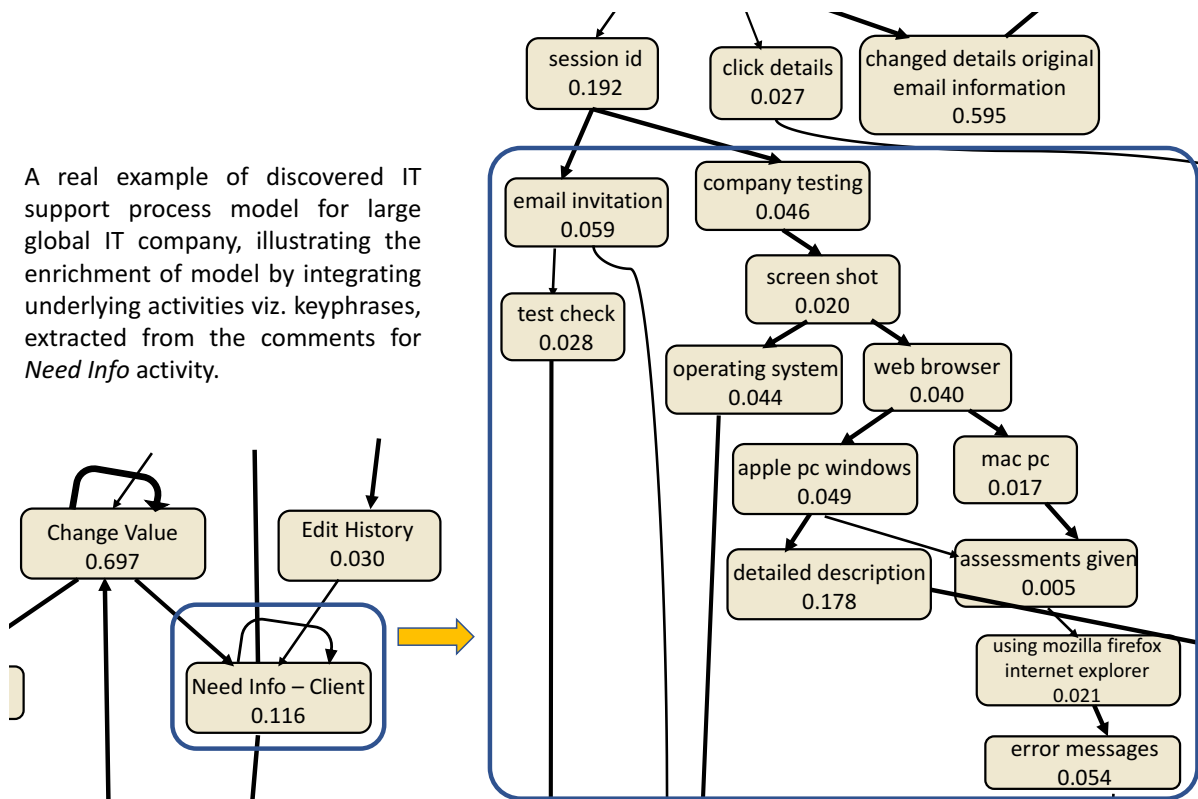 A real example of discovered IT
support process model for large
global IT company, illustrating the
enrichment of model by integrating
underlying activities viz. keyphrases,
extracted from the comments for
Need Info activity.
Change Value
0.697
Edit History
0.030
Need Info – Client
0.116
session id
0.192
click details
0.027
changed details original
email information
0.595
email invitation
0.059
company testing
0.046
screen shot
0.020
test check
0.028
operating system
0.044
web browser
0.040
apple pc windows
0.049
mac pc
0.017
detailed description
0.178
assessments given
0.005
using mozilla firefox
internet explorer
0.021
error messages
0.054